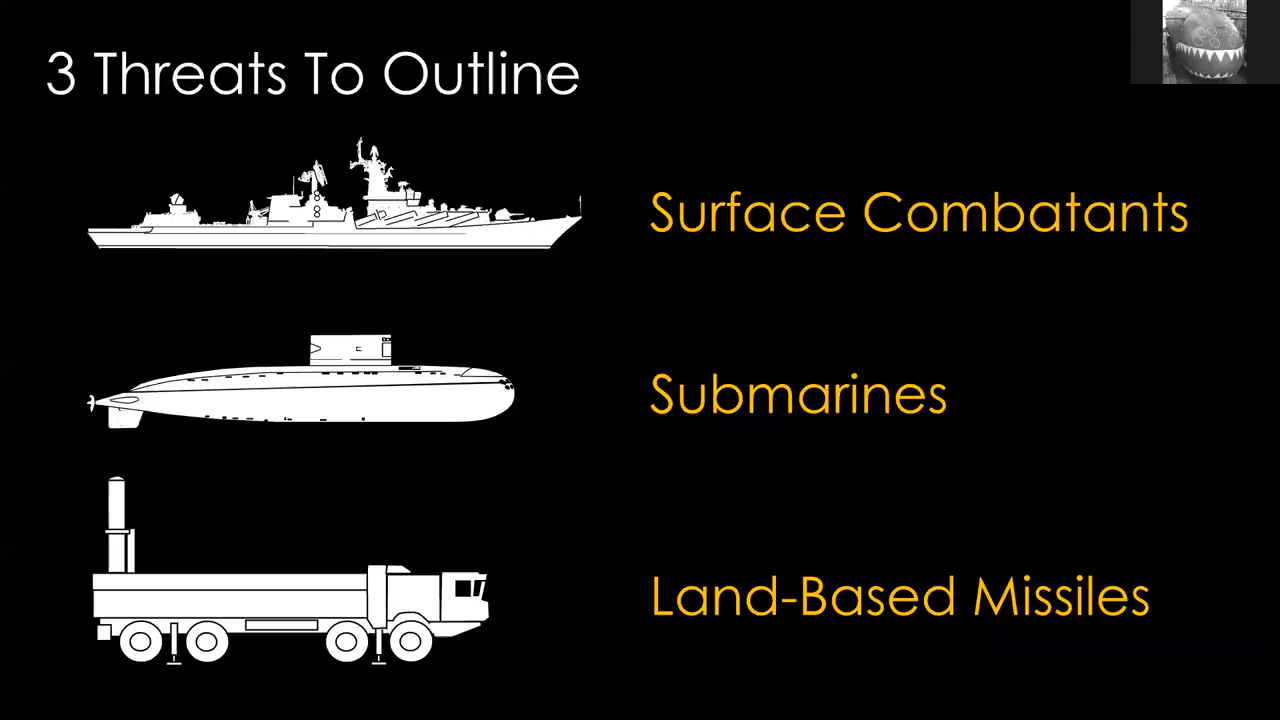 3 Threats To Outline
Surface Combatants
Submarines
Land-Based Missiles